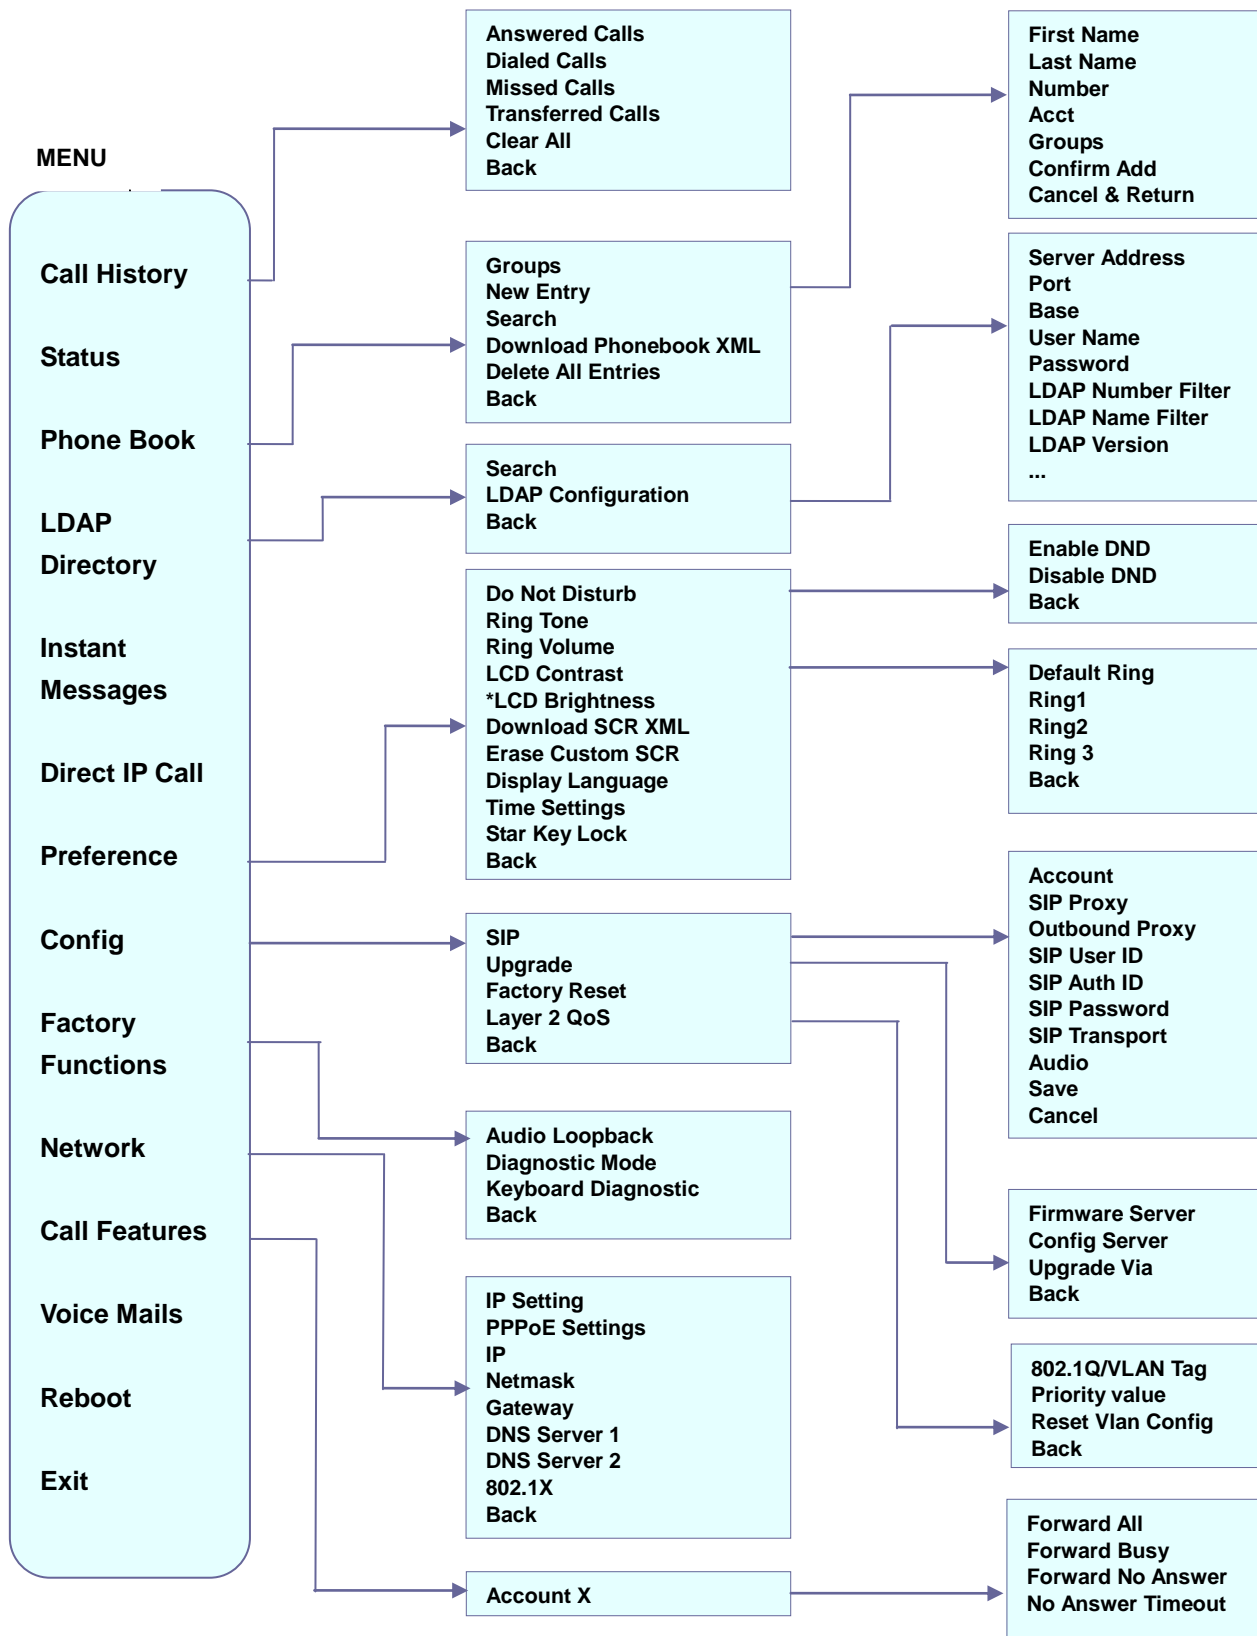 MENU
Call History
Status
Phone Book
LDAP
Directory
Instant
Messages
Direct IP Call
Preference
Config
Factory
Functions
Network
Call Features
Voice Mails
Reboot
Exit
Answered Calls
Dialed Calls
Missed Calls
Transferred Calls
Clear All
Back
Groups
New Entry
Search
Download Phonebook XML
Delete All Entries
Back
Search
LDAP Configuration
Back
Do Not Disturb
Ring Tone
Ring Volume
LCD Contrast
*LCD Brightness
Download SCR XML
Erase Custom SCR
Display Language
Time Settings
Star Key Lock
Back
SIP
Upgrade
Factory Reset
Layer 2 QoS
Back
Audio Loopback
Diagnostic Mode
Keyboard Diagnostic
Back
IP Setting
PPPoE Settings
IP
Netmask
Gateway
DNS Server 1
DNS Server 2
802.1X
Back
Account X
First Name
Last Name
Number
Acct
Groups
Confirm Add
Cancel & Return
Server Address
Port
Base
User Name
Password
LDAP Number Filter
LDAP Name Filter
LDAP Version
...
Enable DND
Disable DND
Back
Default Ring
Ring1
Ring2
Ring 3
Back
Account
SIP Proxy
Outbound Proxy
SIP User ID
SIP Auth ID
SIP Password
SIP Transport
Audio
Save
Cancel
Firmware Server
Config Server
Upgrade Via
Back
802.1Q/VLAN Tag
Priority value
Reset Vlan Config
Back
Forward All
Forward Busy
Forward No Answer
No Answer Timeout